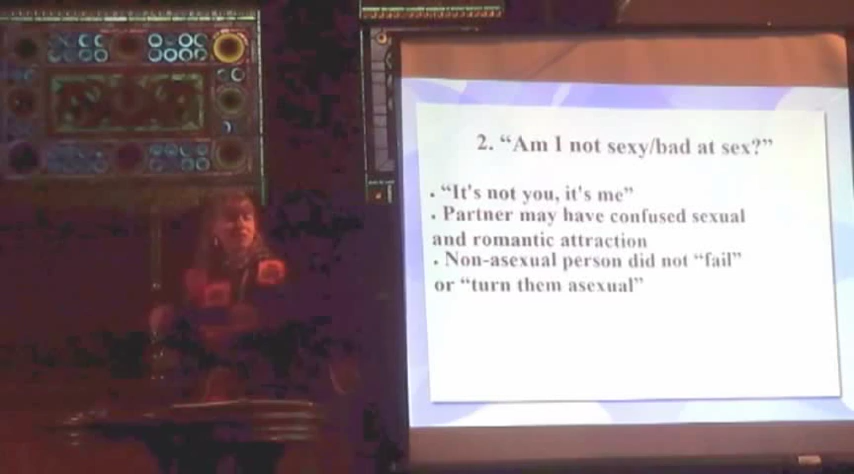 2. “Am I not sexy/bad at sex?”
. “It's not you, it's me”
. Partner may have confused sexual
and romantic attraction
. Non-asexual person did not “fail”
or “turn them asexual”